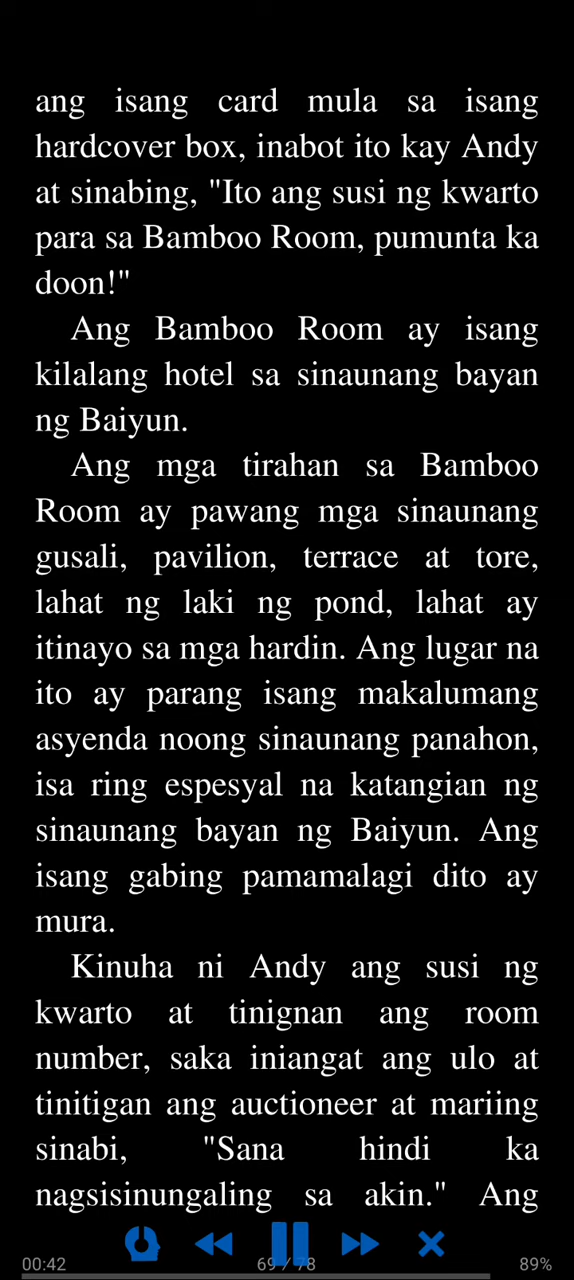 ang isang card mula sa isang
hardcover box, inabot ito kay Andy
at sinabing, "Ito ang susi ng kwarto
para sa Bamboo Room, pumunta ka
doon!"
Ang Bamboo Room ay isang
kilalang hotel sa sinaunang bayan
ng Baiyun.
Ang mga tirahan sa Bamboo
Room ay pawang mga sinaunang
gusali, pavilion, terrace at tore,
lahat ng laki ng pond, lahat ay
itinayo sa mga hardin. Ang lugar na
ito ay parang isang makalumang
asyenda noong sinaunang panahon,
isa ring espesyal na katangian ng
sinaunang bayan ng Baiyun. Ang
isang gabing pamamalagi dito ay
mura.
Kinuha ni Andy ang susi ng
kwarto at tinignan ang room
number, saka iniangat ang ulo at
tinitigan ang auctioneer at mariing
sinabi, "Sana hindi ka
nagsisinungaling sa akin." Ang
00:42 69 / 78 89%